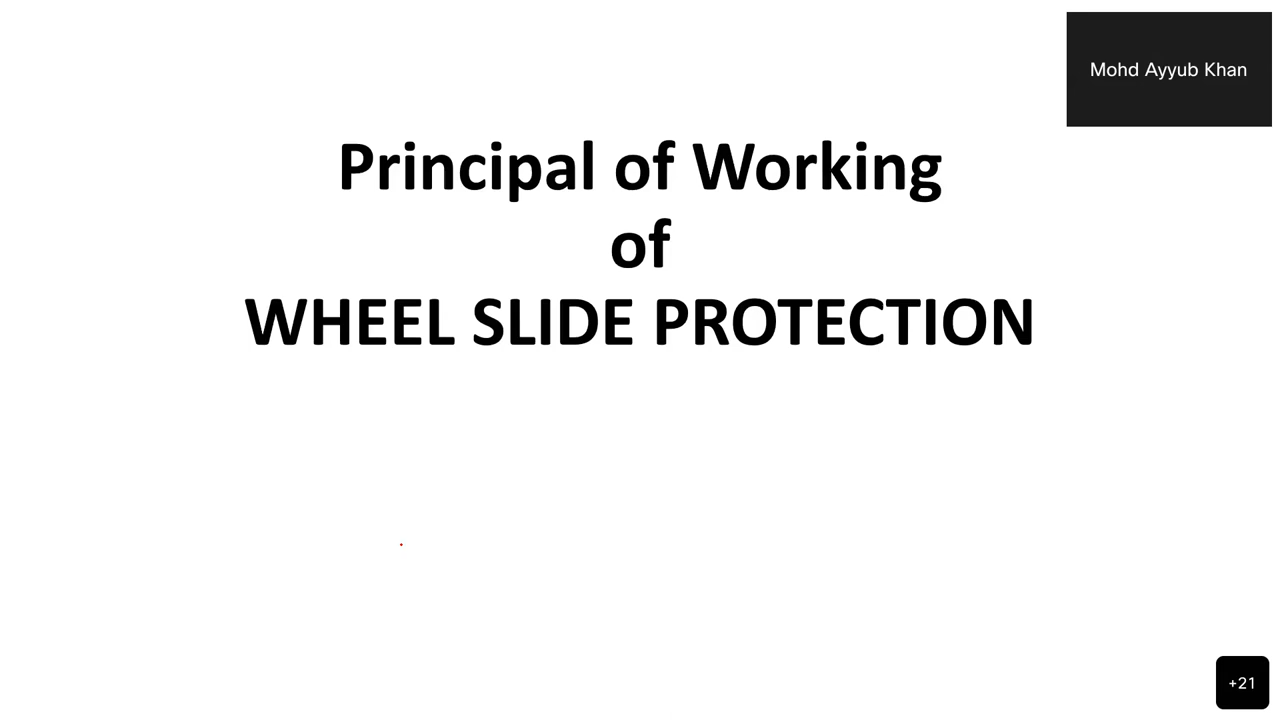 Mohd Ayyub Khan
Principal of Working
of
WHEEL SLIDE PROTECTION
+21